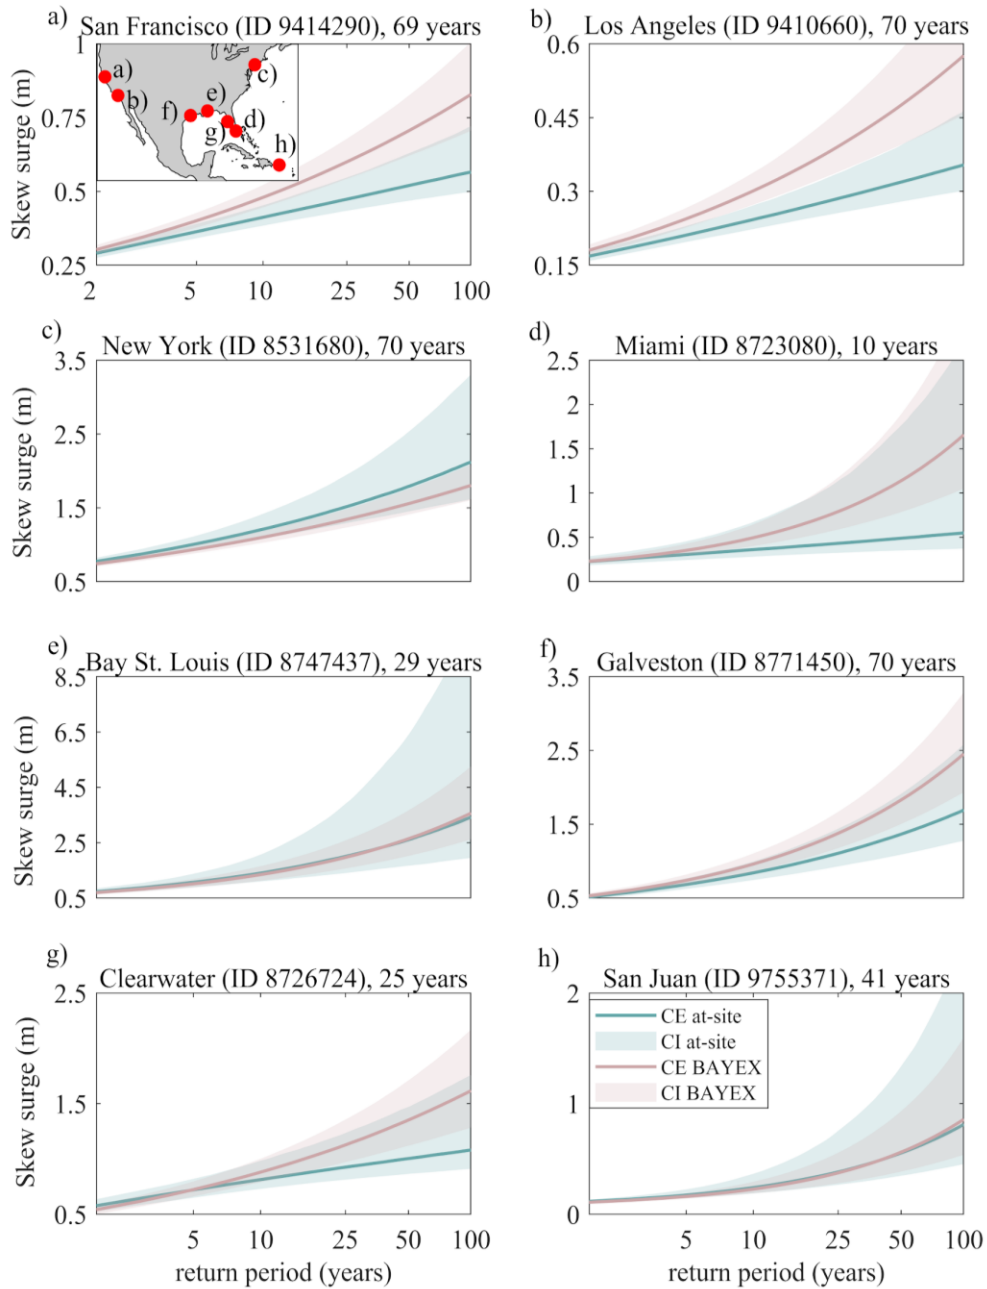 a) San Francisco (ID 9414290), 69 years
b) Los Angeles (ID 9410660), 70 years
1
0.75
0.5
0.25
Skew surge (m)
a)
b)
c)
d)
e)
f)
g)
h)
2 5 10 25 50 100
0.6
0.45
0.3
0.15
c) New York (ID 8531680), 70 years
3.5
2.5
1.5
0.5
Skew surge (m)
d) Miami (ID 8723080), 10 years
2.5
2
1.5
1
0.5
0
e) Bay St. Louis (ID 8747437), 29 years
8.5
6.5
4.5
2.5
0.5
Skew surge (m)
f) Galveston (ID 8771450), 70 years
3.5
2.5
1.5
0.5
g) Clearwater (ID 8726724), 25 years
2.5
1.5
0.5
Skew surge (m)
5 10 25 50 100
return period (years)
h) San Juan (ID 9755371), 41 years
2
1
0
CE at-site
CI at-site
CE BAYEX
CI BAYEX
5 10 25 50 100
return period (years)